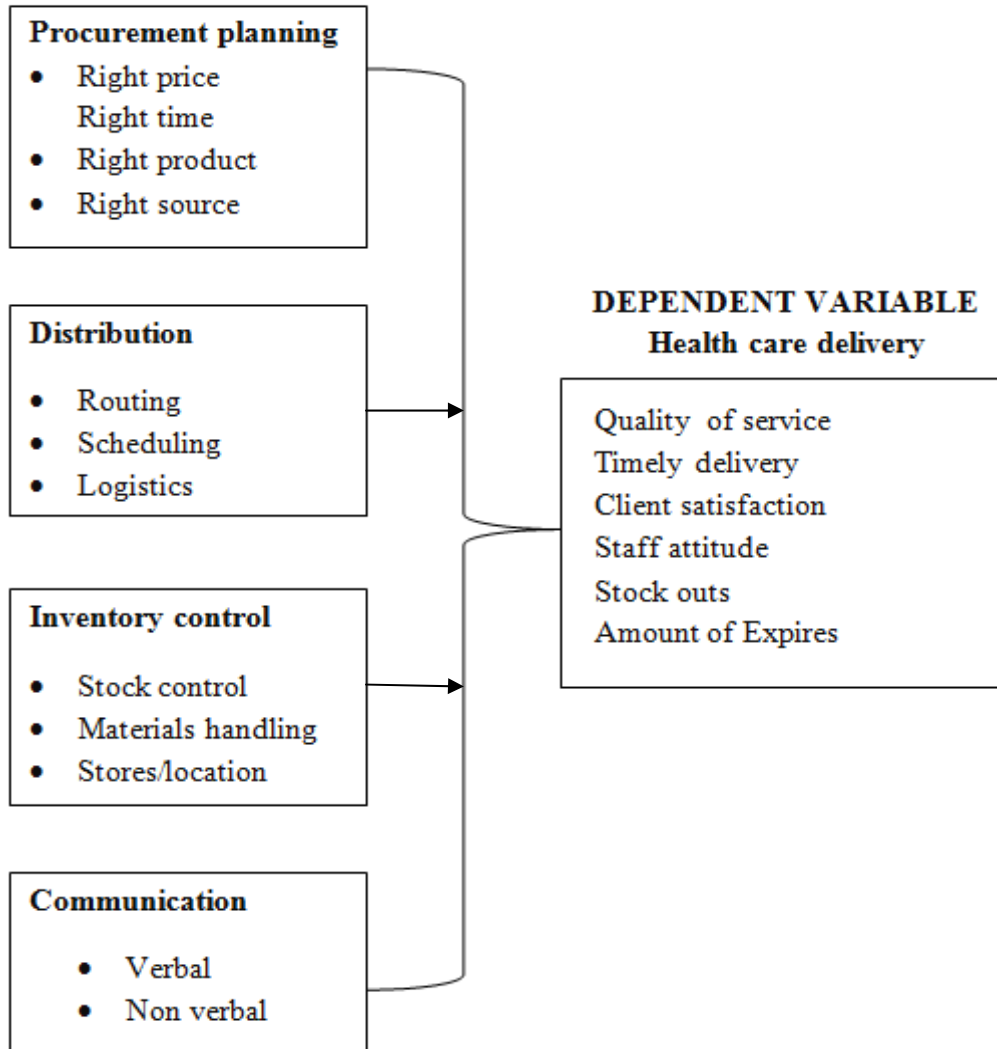 Procurement planning
• Right price
Right time
• Right product
• Right source
Distribution
• Routing
• Scheduling
• Logistics
Inventory control
• Stock control
• Materials handling
• Stores/location
Communication
• Verbal
• Non verbal
DEPENDENT VARIABLE
Health care delivery
Quality of service
Timely delivery
Client satisfaction
Staff attitude
Stock outs
Amount of Expires